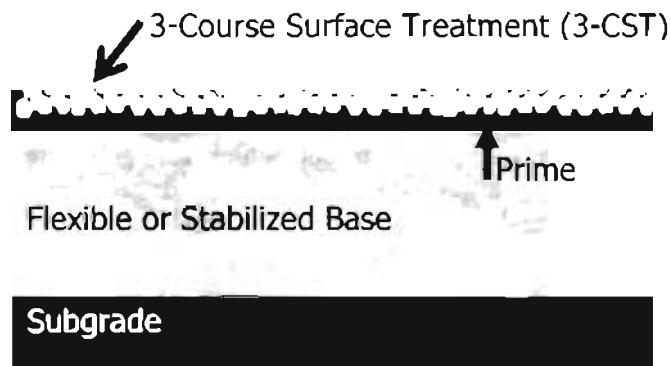 3-Course Surface Treatment (3-CST)
Prime
Flexible or Stabilized Base
Subgrade